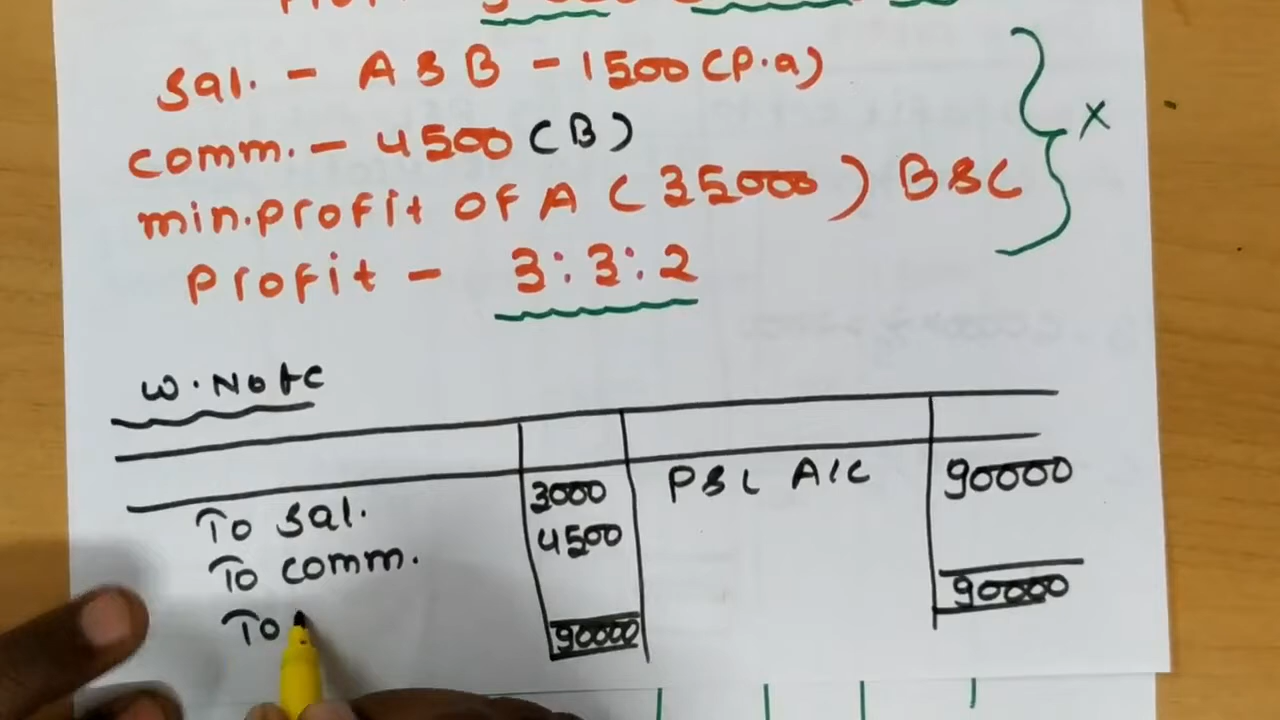 Sal. - A & B - 1500 (P.a)
Comm. - 4500 (B)
min.Profit of A (35000) B & C
Profit - 3:3:2
X
W.Note
To Sal. 3000 P & L A/C 90000
To Comm. 4500
To 90000 90000